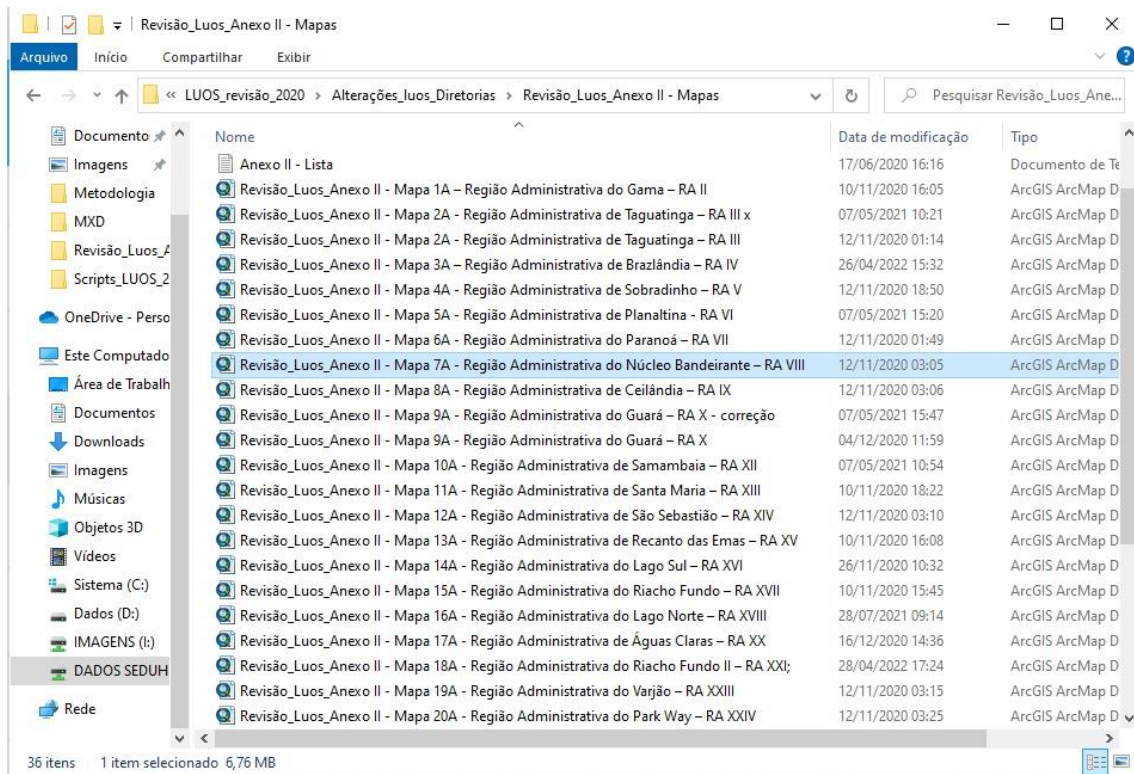 Revisão_Luos_Anexo II - Mapas
Arquivo Início Compartilhar Exibir
« LUOS_revisão_2020 › Alterações_luos_Diretorias › Revisão_Luos_Anexo II - Mapas Pesquisar Revisão_Luos_Ane...
Documento
Imagens
Metodologia
MXD
Revisão_Luos_A
Scripts_LUOS_2
OneDrive - Perso
Este Computado
Área de Trabalh
Documentos
Downloads
Imagens
Músicas
Objetos 3D
Vídeos
Sistema (C:)
Dados (D:)
IMAGENS (I:)
DADOS SEDUH
Rede
Nome Data de modificação Tipo
Anexo II - Lista 17/06/2020 16:16 Documento de Te
Revisão_Luos_Anexo II - Mapa 1A – Região Administrativa do Gama – RA II 10/11/2020 16:05 ArcGIS ArcMap D
Revisão_Luos_Anexo II - Mapa 2A - Região Administrativa de Taguatinga – RA III x 07/05/2021 10:21 ArcGIS ArcMap D
Revisão_Luos_Anexo II - Mapa 2A - Região Administrativa de Taguatinga – RA III 12/11/2020 01:14 ArcGIS ArcMap D
Revisão_Luos_Anexo II - Mapa 3A – Região Administrativa de Brazlândia – RA IV 26/04/2022 15:32 ArcGIS ArcMap D
Revisão_Luos_Anexo II - Mapa 4A - Região Administrativa de Sobradinho – RA V 12/11/2020 18:50 ArcGIS ArcMap D
Revisão_Luos_Anexo II - Mapa 5A - Região Administrativa de Planaltina - RA VI 07/05/2021 15:20 ArcGIS ArcMap D
Revisão_Luos_Anexo II - Mapa 6A - Região Administrativa do Paranoá – RA VII 12/11/2020 01:49 ArcGIS ArcMap D
Revisão_Luos_Anexo II - Mapa 7A - Região Administrativa do Núcleo Bandeirante – RA VIII 12/11/2020 03:05 ArcGIS ArcMap D
Revisão_Luos_Anexo II - Mapa 8A - Região Administrativa de Ceilândia – RA IX 12/11/2020 03:06 ArcGIS ArcMap D
Revisão_Luos_Anexo II - Mapa 9A - Região Administrativa do Guará – RA X - correção 07/05/2021 15:47 ArcGIS ArcMap D
Revisão_Luos_Anexo II - Mapa 9A - Região Administrativa do Guará – RA X 04/12/2020 11:59 ArcGIS ArcMap D
Revisão_Luos_Anexo II - Mapa 10A - Região Administrativa de Samambaia – RA XII 07/05/2021 10:54 ArcGIS ArcMap D
Revisão_Luos_Anexo II - Mapa 11A - Região Administrativa de Santa Maria – RA XIII 10/11/2020 18:22 ArcGIS ArcMap D
Revisão_Luos_Anexo II - Mapa 12A - Região Administrativa de São Sebastião – RA XIV 12/11/2020 03:10 ArcGIS ArcMap D
Revisão_Luos_Anexo II - Mapa 13A - Região Administrativa de Recanto das Emas – RA XV 10/11/2020 16:08 ArcGIS ArcMap D
Revisão_Luos_Anexo II - Mapa 14A - Região Administrativa do Lago Sul – RA XVI 26/11/2020 10:32 ArcGIS ArcMap D
Revisão_Luos_Anexo II - Mapa 15A - Região Administrativa do Riacho Fundo – RA XVII 10/11/2020 15:45 ArcGIS ArcMap D
Revisão_Luos_Anexo II - Mapa 16A - Região Administrativa do Lago Norte – RA XVIII 28/07/2021 09:14 ArcGIS ArcMap D
Revisão_Luos_Anexo II - Mapa 17A - Região Administrativa de Águas Claras – RA XX 16/12/2020 14:36 ArcGIS ArcMap D
Revisão_Luos_Anexo II - Mapa 18A - Região Administrativa do Riacho Fundo II – RA XXI; 28/04/2022 17:24 ArcGIS ArcMap D
Revisão_Luos_Anexo II - Mapa 19A - Região Administrativa do Varjão – RA XXIII 12/11/2020 03:15 ArcGIS ArcMap D
Revisão_Luos_Anexo II - Mapa 20A - Região Administrativa do Park Way – RA XXIV 12/11/2020 03:25 ArcGIS ArcMap D
36 itens 1 item selecionado 6,76 MB